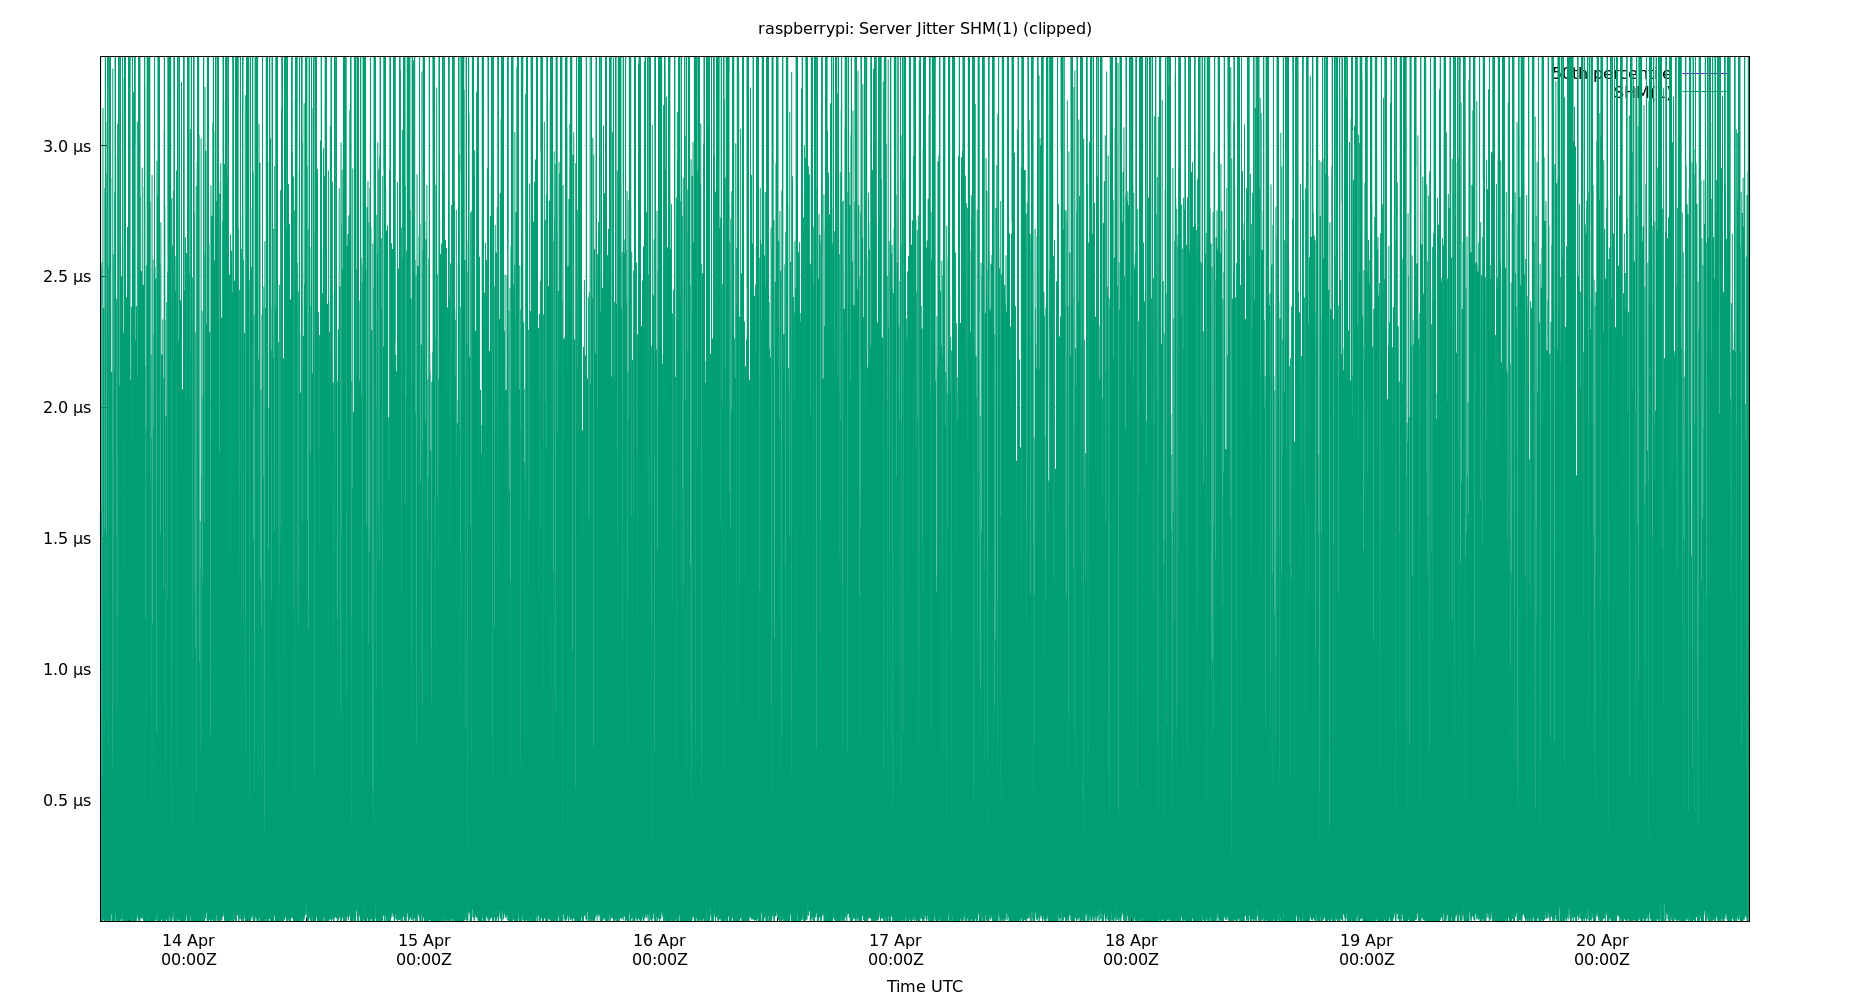 raspberrypi: Server Jitter SHM(1) (clipped)
50th percentile
SHM(1)
3.0 µs
2.5 µs
2.0 µs
1.5 µs
1.0 µs
0.5 µs
14 Apr 15 Apr 16 Apr 17 Apr 18 Apr 19 Apr 20 Apr
00:00Z 00:00Z 00:00Z 00:00Z 00:00Z 00:00Z 00:00Z
Time UTC